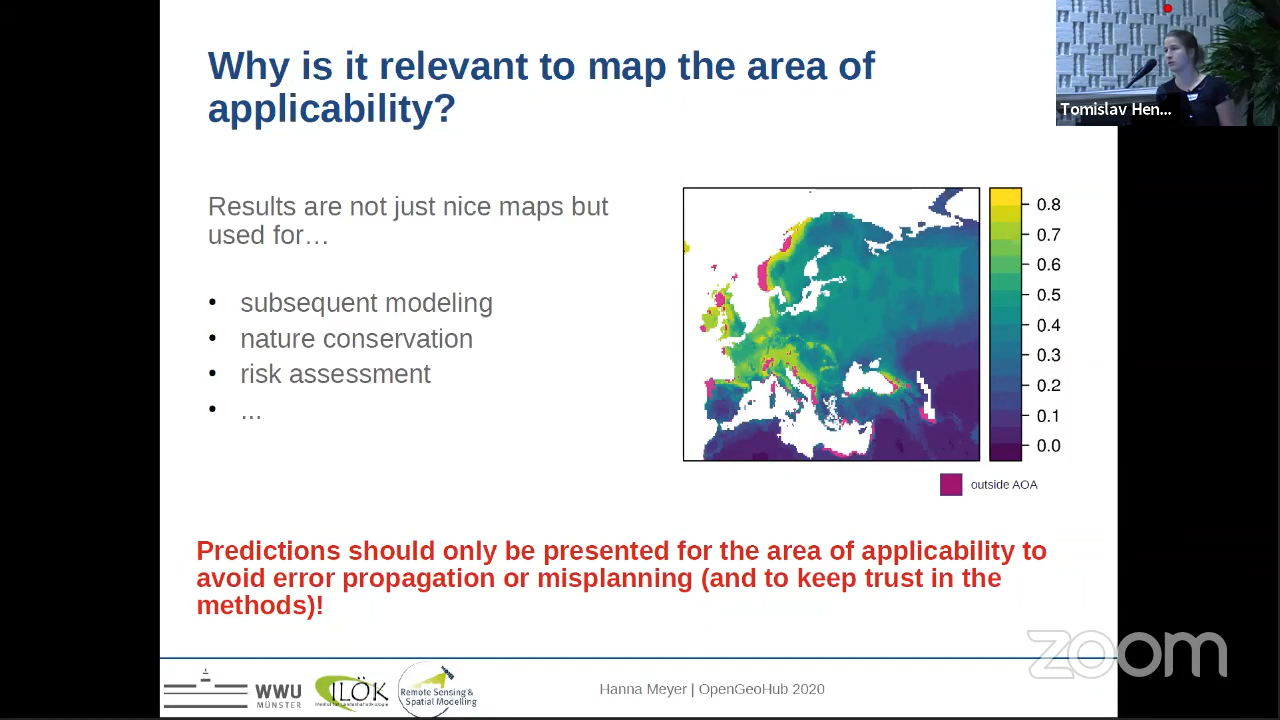 Why is it relevant to map the area of
applicability?
Tomislav Hen...
Results are not just nice maps but
used for…
• subsequent modeling
• nature conservation
• risk assessment
• ...
0.8
0.7
0.6
0.5
0.4
0.3
0.2
0.1
0.0
outside AOA
Predictions should only be presented for the area of applicability to
avoid error propagation or misplanning (and to keep trust in the
methods)!
zoom
WWU
MÜNSTER
ILÖK
Institut für Landschaftsökologie
Remote Sensing &
Spatial Modelling
Hanna Meyer | OpenGeoHub 2020